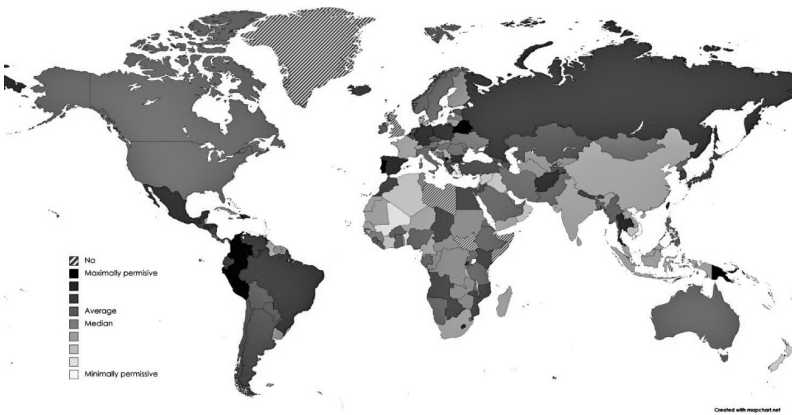 Na
Maximally permisive
Average
Median
Minimally permissive
Created with mapchart.net